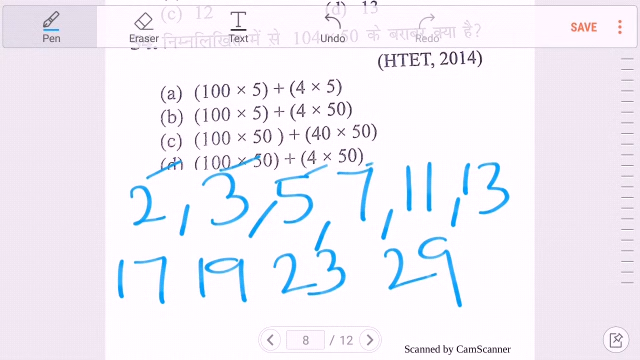 (c) 12 (d) 13
Pen Eraser Text Undo Redo SAVE
निम्नलिखित में से 104 50 के बराबर क्या है?
(HTET, 2014)
(a) (100 × 5) + (4 × 5)
(b) (100 × 5) + (4 × 50)
(c) (100 × 50 ) + (40 × 50)
(d) (100 × 50) + (4 × 50)
2, 3, 5, 7, 11, 13
17 19 23 29
8 / 12
Scanned by CamScanner